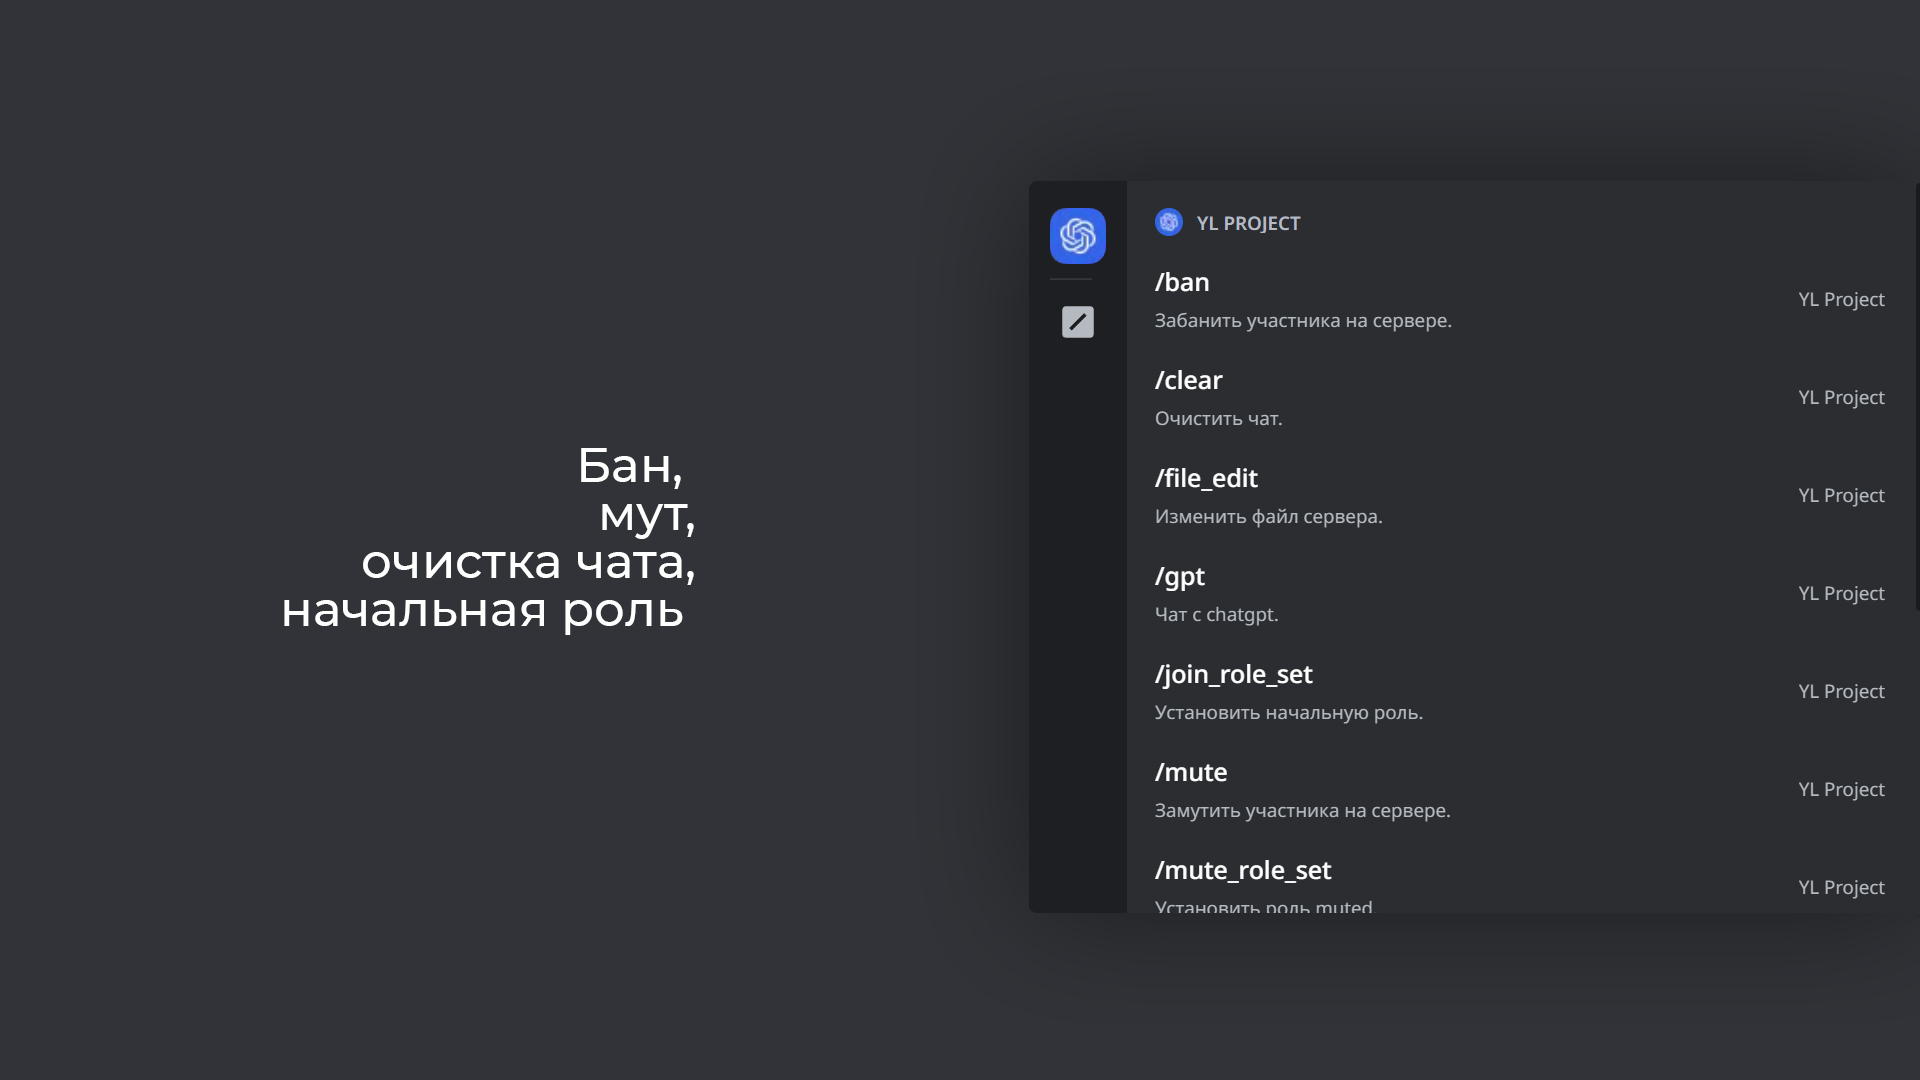 Бан,
мут,
очистка чата,
начальная роль
YL PROJECT
/ban
Забанить участника на сервере.
YL Project
/clear
Очистить чат.
YL Project
/file_edit
Изменить файл сервера.
YL Project
/gpt
Чат с chatgpt.
YL Project
/join_role_set
Установить начальную роль.
YL Project
/mute
Замутить участника на сервере.
YL Project
/mute_role_set
Установить роль muted.
YL Project